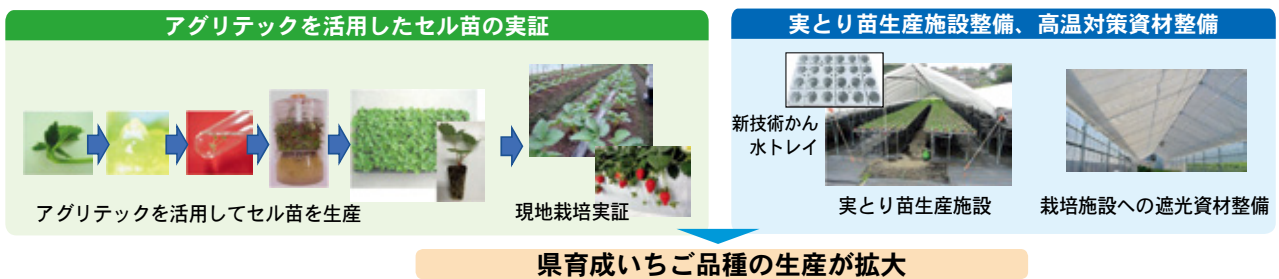 アグリテックを活用したセル苗の実証
アグリテックを活用してセル苗を生産
現地栽培実証
実とり苗生産施設整備、高温対策資材整備
新技術かん
水トレイ
実とり苗生産施設
栽培施設への遮光資材整備
県育成いちご品種の生産が拡大